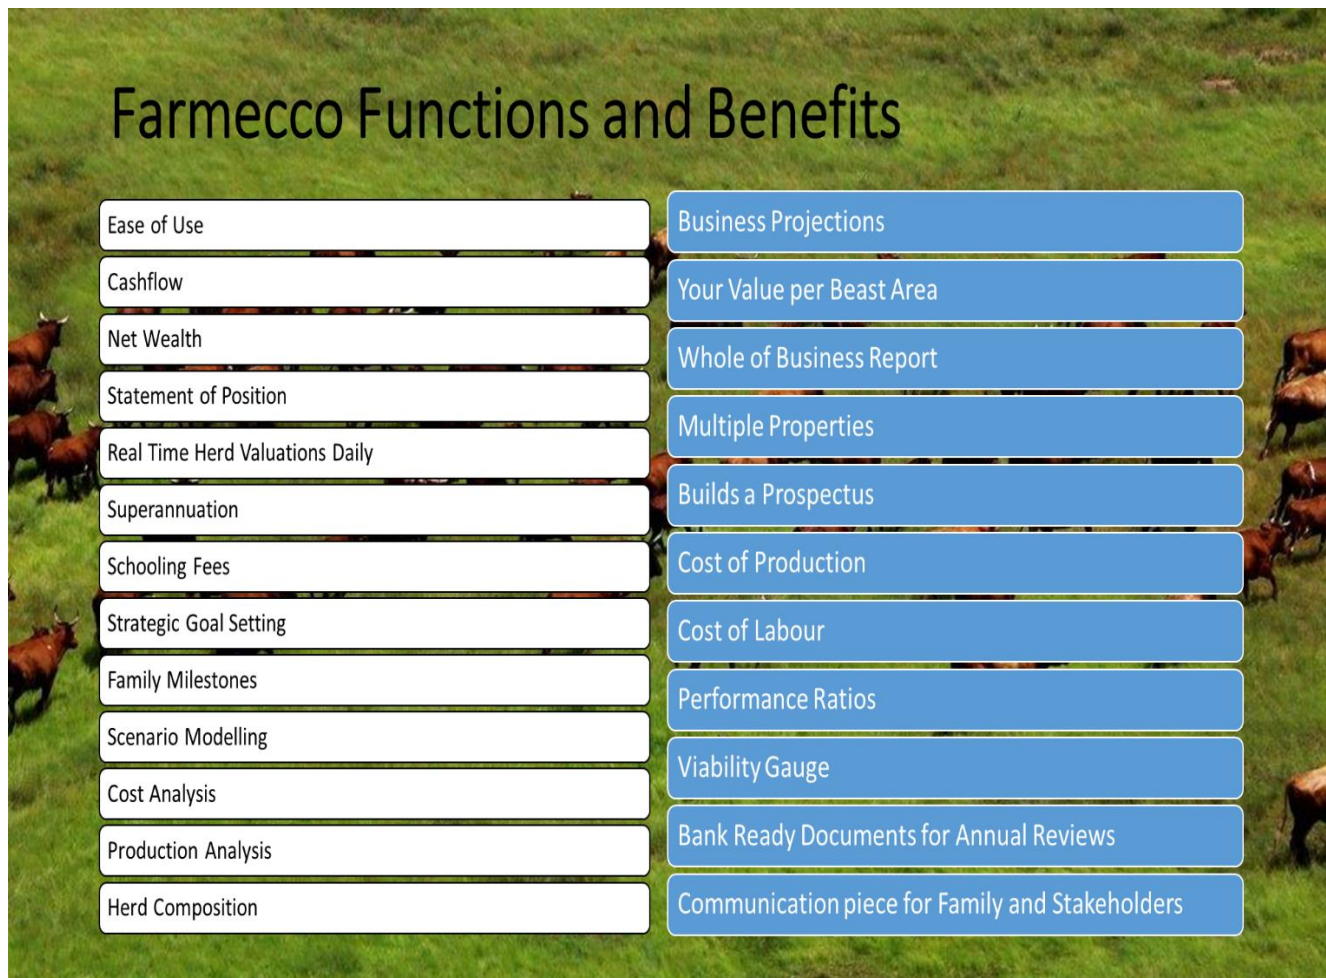 Farmecco Functions and Benefits
Ease of Use
Cashflow
Net Wealth
Statement of Position
Real Time Herd Valuations Daily
Superannuation
Schooling Fees
Strategic Goal Setting
Family Milestones
Scenario Modelling
Cost Analysis
Production Analysis
Herd Composition
Business Projections
Your Value per Beast Area
Whole of Business Report
Multiple Properties
Builds a Prospectus
Cost of Production
Cost of Labour
Performance Ratios
Viability Gauge
Bank Ready Documents for Annual Reviews
Communication piece for Family and Stakeholders